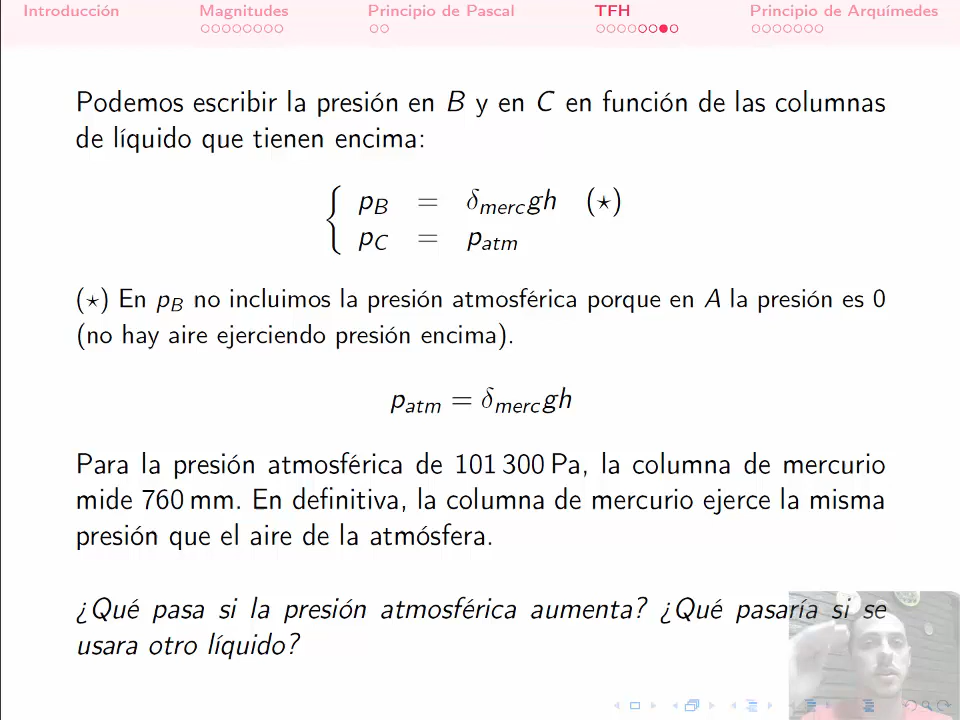 Introducción Magnitudes Principio de Pascal TFH Principio de Arquímedes
Podemos escribir la presión en B y en C en función de las columnas
de líquido que tienen encima:
p_B = δ_merc gh (⋆)
p_C = p_atm
(⋆) En p_B no incluimos la presión atmosférica porque en A la presión es 0
(no hay aire ejerciendo presión encima).
p_atm = δ_merc gh
Para la presión atmosférica de 101 300 Pa, la columna de mercurio
mide 760 mm. En definitiva, la columna de mercurio ejerce la misma
presión que el aire de la atmósfera.
¿Qué pasa si la presión atmosférica aumenta? ¿Qué pasaría si se
usara otro líquido?